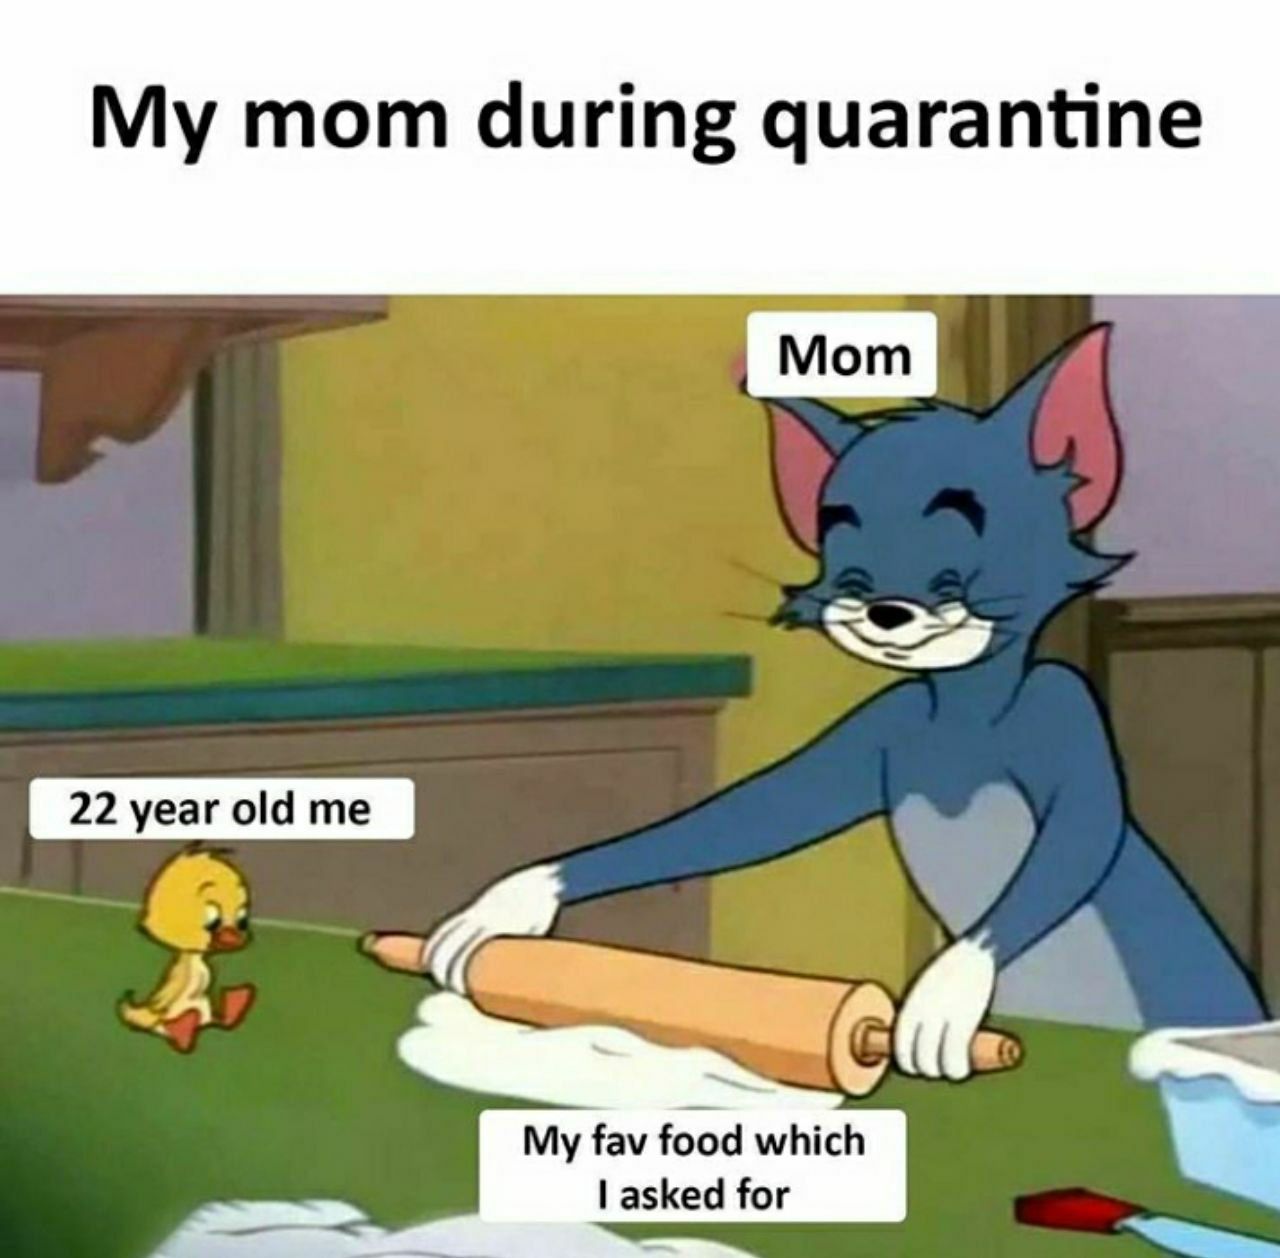 My mom during quarantine
Mom
22 year old me
My fav food which
I asked for